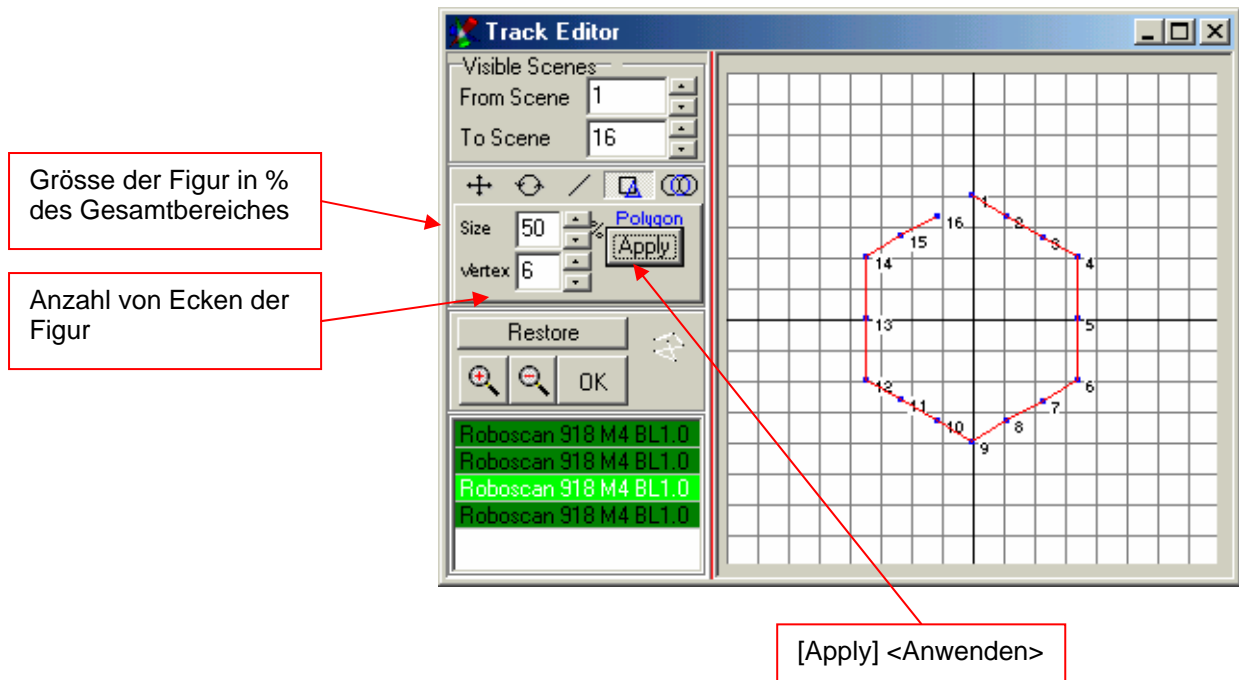 Track Editor
Visible Scenes
From Scene 1
To Scene 16
Grösse der Figur in %
des Gesamtbereiches
Size 50 % Polygon
Apply
Vertex 6
Anzahl von Ecken der
Figur
Restore
OK
Roboscan 918 M4 BL1.0
Roboscan 918 M4 BL1.0
Roboscan 918 M4 BL1.0
Roboscan 918 M4 BL1.0
1
2
3
4
5
6
7
8
9
10
11
12
13
14
15
16
[Apply] <Anwenden>